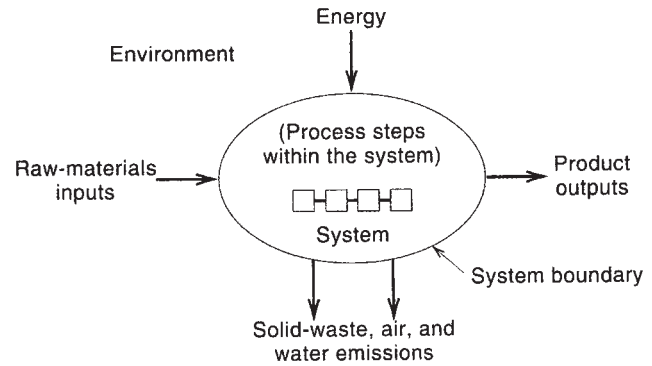 Energy
Environment
(Process steps
within the system)
Raw-materials
inputs
Product
outputs
System
System boundary
Solid-waste, air, and
water emissions